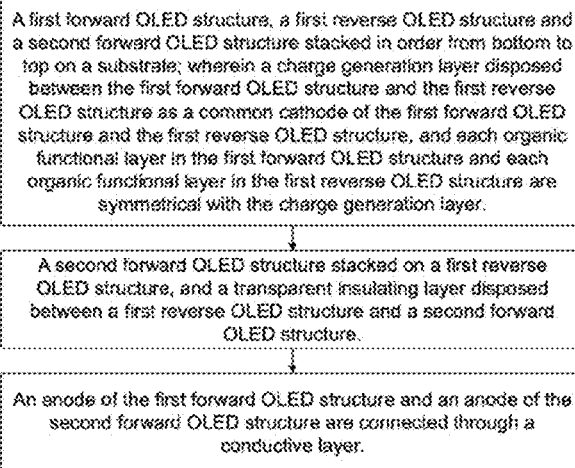 A first forward OLED structure, a first reverse OLED structure and
a second forward OLED structure stacked in order from bottom to
top on a substrate; wherein a charge generation layer disposed
between the first forward OLED structure and the first reverse
OLED structure as a common cathode of the first forward OLED
structure and the first reverse OLED structure, and each organic
functional layer in the first forward OLED structure and each
organic functional layer in the first reverse OLED structure are
symmetrical with the charge generation layer.
A second forward OLED structure stacked on a first reverse
OLED structure, and a transparent insulating layer disposed
between a first reverse OLED structure and a second forward
OLED structure.
An anode of the first forward OLED structure and an anode of the
second forward OLED structure are connected through a
conductive layer.